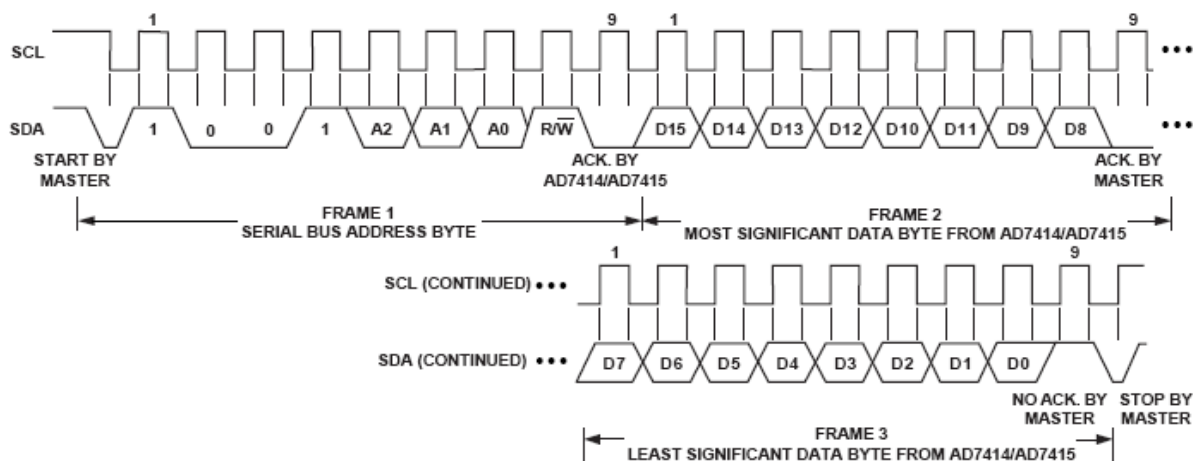 1 9 1 9
SCL •••
SDA 1 0 0 1 A2 A1 A0 R/W̅ D15 D14 D13 D12 D10 D11 D9 D8 •••
START BY MASTER
ACK. BY AD7414/AD7415
ACK. BY MASTER
FRAME 1
SERIAL BUS ADDRESS BYTE
FRAME 2
MOST SIGNIFICANT DATA BYTE FROM AD7414/AD7415
1 9
SCL (CONTINUED) •••
SDA (CONTINUED) ••• D7 D6 D5 D4 D3 D2 D1 D0
NO ACK. BY MASTER
STOP BY MASTER
FRAME 3
LEAST SIGNIFICANT DATA BYTE FROM AD7414/AD7415